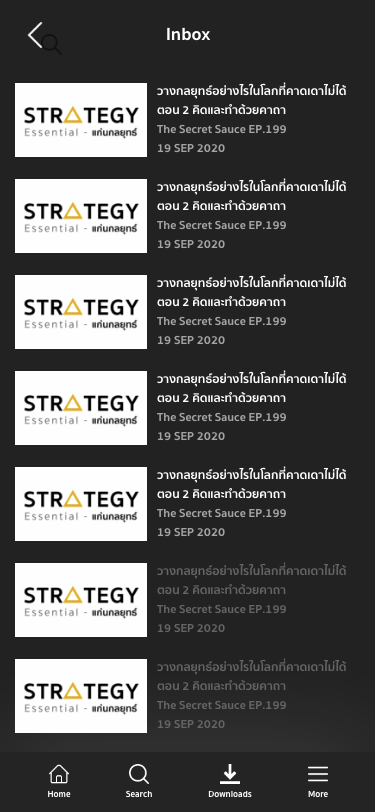 Inbox
STRATEGY
Essential - แก่นกลยุทธ์
วางกลยุทธ์อย่างไรในโลกที่คาดเดาไม่ได้
ตอน 2 คิดและทำด้วยคาถา
The Secret Sauce EP.199
19 SEP 2020
STRATEGY
Essential - แก่นกลยุทธ์
วางกลยุทธ์อย่างไรในโลกที่คาดเดาไม่ได้
ตอน 2 คิดและทำด้วยคาถา
The Secret Sauce EP.199
19 SEP 2020
STRATEGY
Essential - แก่นกลยุทธ์
วางกลยุทธ์อย่างไรในโลกที่คาดเดาไม่ได้
ตอน 2 คิดและทำด้วยคาถา
The Secret Sauce EP.199
19 SEP 2020
STRATEGY
Essential - แก่นกลยุทธ์
วางกลยุทธ์อย่างไรในโลกที่คาดเดาไม่ได้
ตอน 2 คิดและทำด้วยคาถา
The Secret Sauce EP.199
19 SEP 2020
STRATEGY
Essential - แก่นกลยุทธ์
วางกลยุทธ์อย่างไรในโลกที่คาดเดาไม่ได้
ตอน 2 คิดและทำด้วยคาถา
The Secret Sauce EP.199
19 SEP 2020
STRATEGY
Essential - แก่นกลยุทธ์
วางกลยุทธ์อย่างไรในโลกที่คาดเดาไม่ได้
ตอน 2 คิดและทำด้วยคาถา
The Secret Sauce EP.199
19 SEP 2020
STRATEGY
Essential - แก่นกลยุทธ์
วางกลยุทธ์อย่างไรในโลกที่คาดเดาไม่ได้
ตอน 2 คิดและทำด้วยคาถา
The Secret Sauce EP.199
19 SEP 2020
Home
Search
Downloads
More